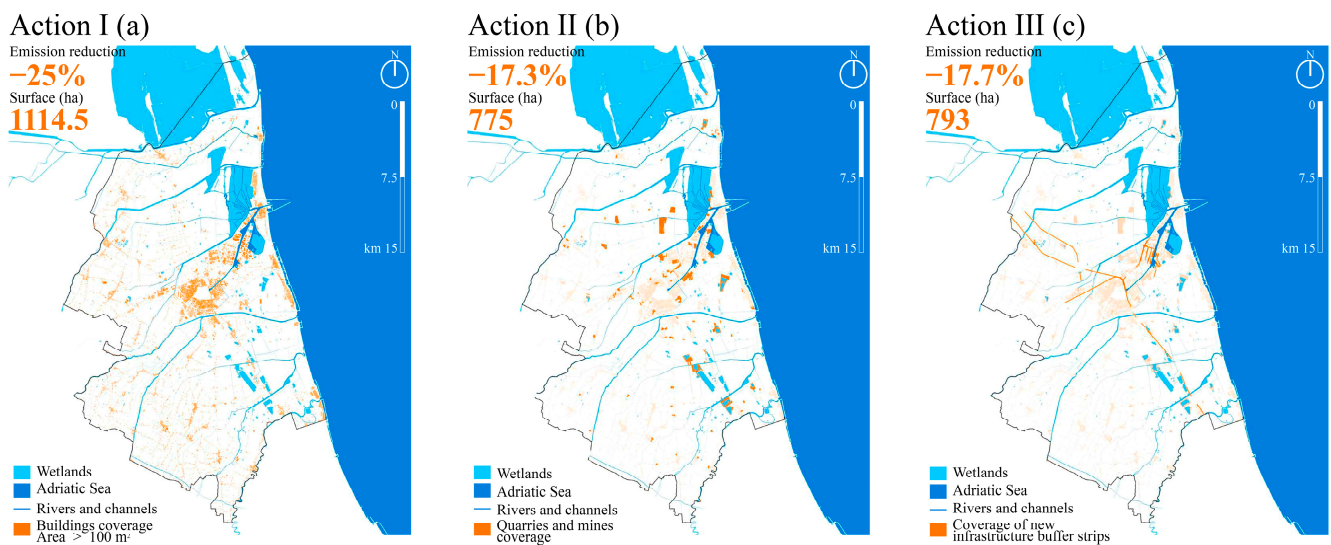 Action I (a)
Emission reduction
−25%
Surface (ha)
1114.5
N
0
7.5
km 15
Wetlands
Adriatic Sea
Rivers and channels
Buildings coverage
Area > 100 m²
Action II (b)
Emission reduction
−17.3%
Surface (ha)
775
N
0
7.5
km 15
Wetlands
Adriatic Sea
Rivers and channels
Quarries and mines
coverage
Action III (c)
Emission reduction
−17.7%
Surface (ha)
793
N
0
7.5
km 15
Wetlands
Adriatic Sea
Rivers and channels
Coverage of new
infrastructure buffer strips